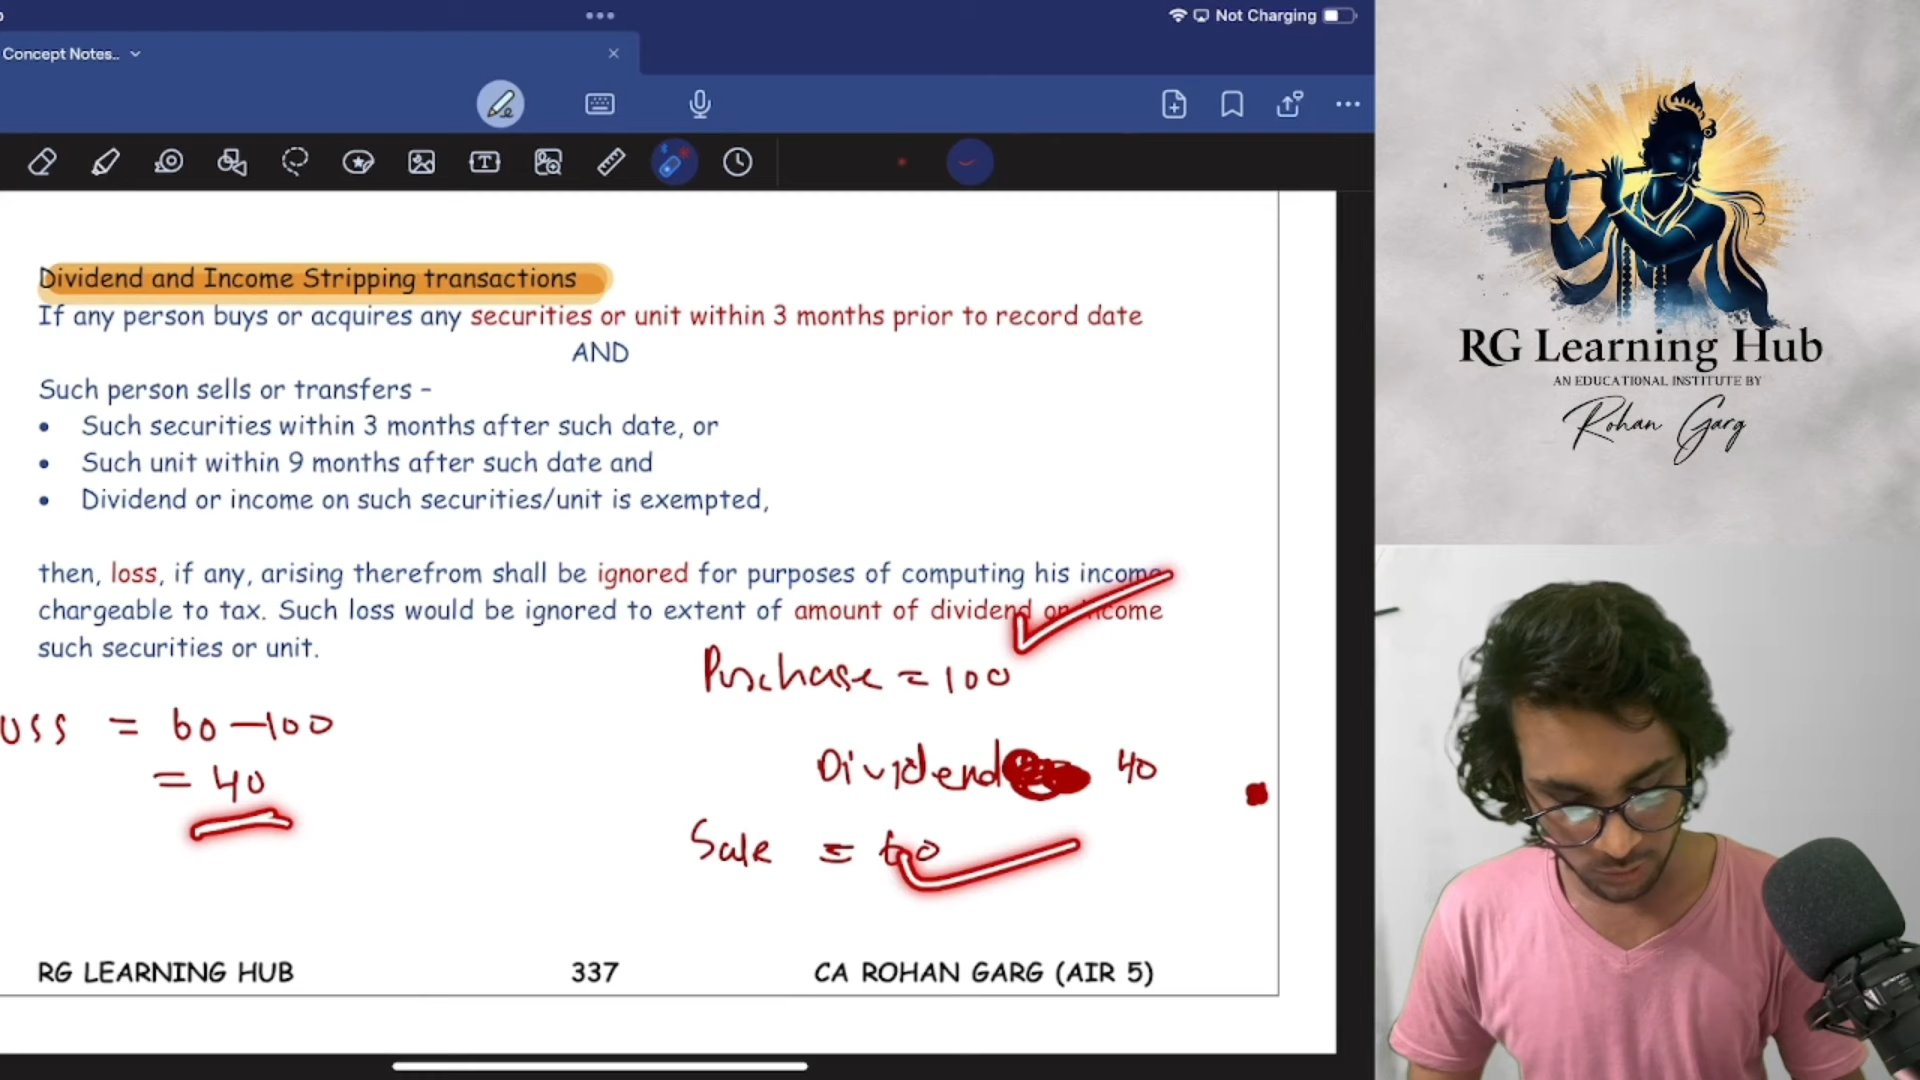 Not Charging
Concept Notes..
Dividend and Income Stripping transactions
If any person buys or acquires any securities or unit within 3 months prior to record date
AND
Such person sells or transfers –
• Such securities within 3 months after such date, or
• Such unit within 9 months after such date and
• Dividend or income on such securities/unit is exempted,
then, loss, if any, arising therefrom shall be ignored for purposes of computing his income
chargeable to tax. Such loss would be ignored to extent of amount of dividend or income
such securities or unit.
Purchase = 100
uss = 60 - 100
= 40
Dividend 40
Sale = 60
RG LEARNING HUB 337 CA ROHAN GARG (AIR 5)
RG Learning Hub
AN EDUCATIONAL INSTITUTE BY
Rohan Garg